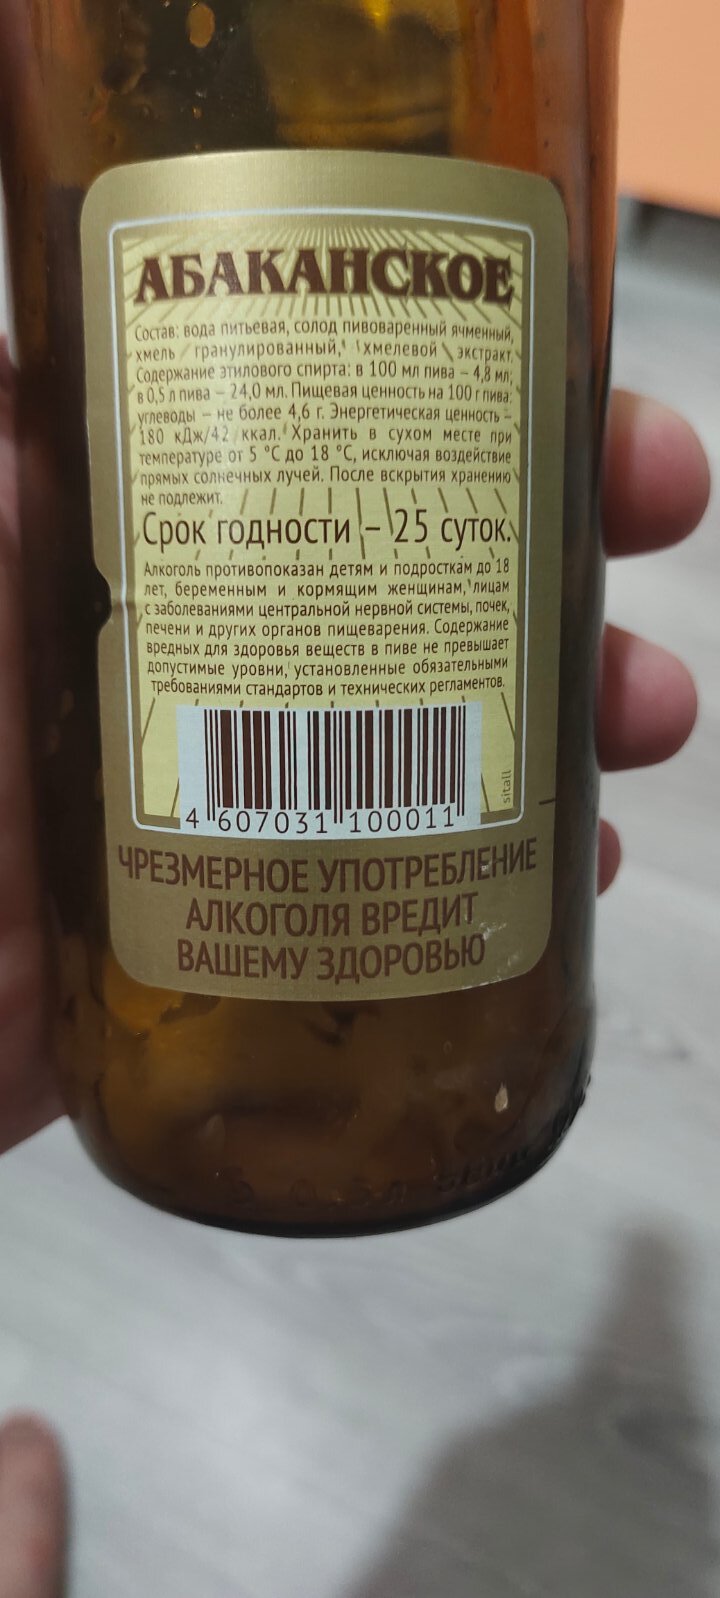 АБАКАНСКОЕ
Состав: вода питьевая, солод пивоваренный ячменный,
хмель гранулированный, хмелевой экстракт.
Содержание этилового спирта: в 100 мл пива – 4,8 мл;
в 0,5 л пива – 24,0 мл. Пищевая ценность на 100 г пива:
углеводы – не более 4,6 г. Энергетическая ценность –
180 кДж/42 ккал. Хранить в сухом месте при
температуре от 5 °С до 18 °С, исключая воздействие
прямых солнечных лучей. После вскрытия хранению
не подлежит.
Срок годности – 25 суток.
Алкоголь противопоказан детям и подросткам до 18
лет, беременным и кормящим женщинам, лицам
с заболеваниями центральной нервной системы, почек,
печени и других органов пищеварения. Содержание
вредных для здоровья веществ в пиве не превышает
допустимые уровни, установленные обязательными
требованиями стандартов и технических регламентов.
sitall
4 607031 100011
ЧРЕЗМЕРНОЕ УПОТРЕБЛЕНИЕ
АЛКОГОЛЯ ВРЕДИТ
ВАШЕМУ ЗДОРОВЬЮ